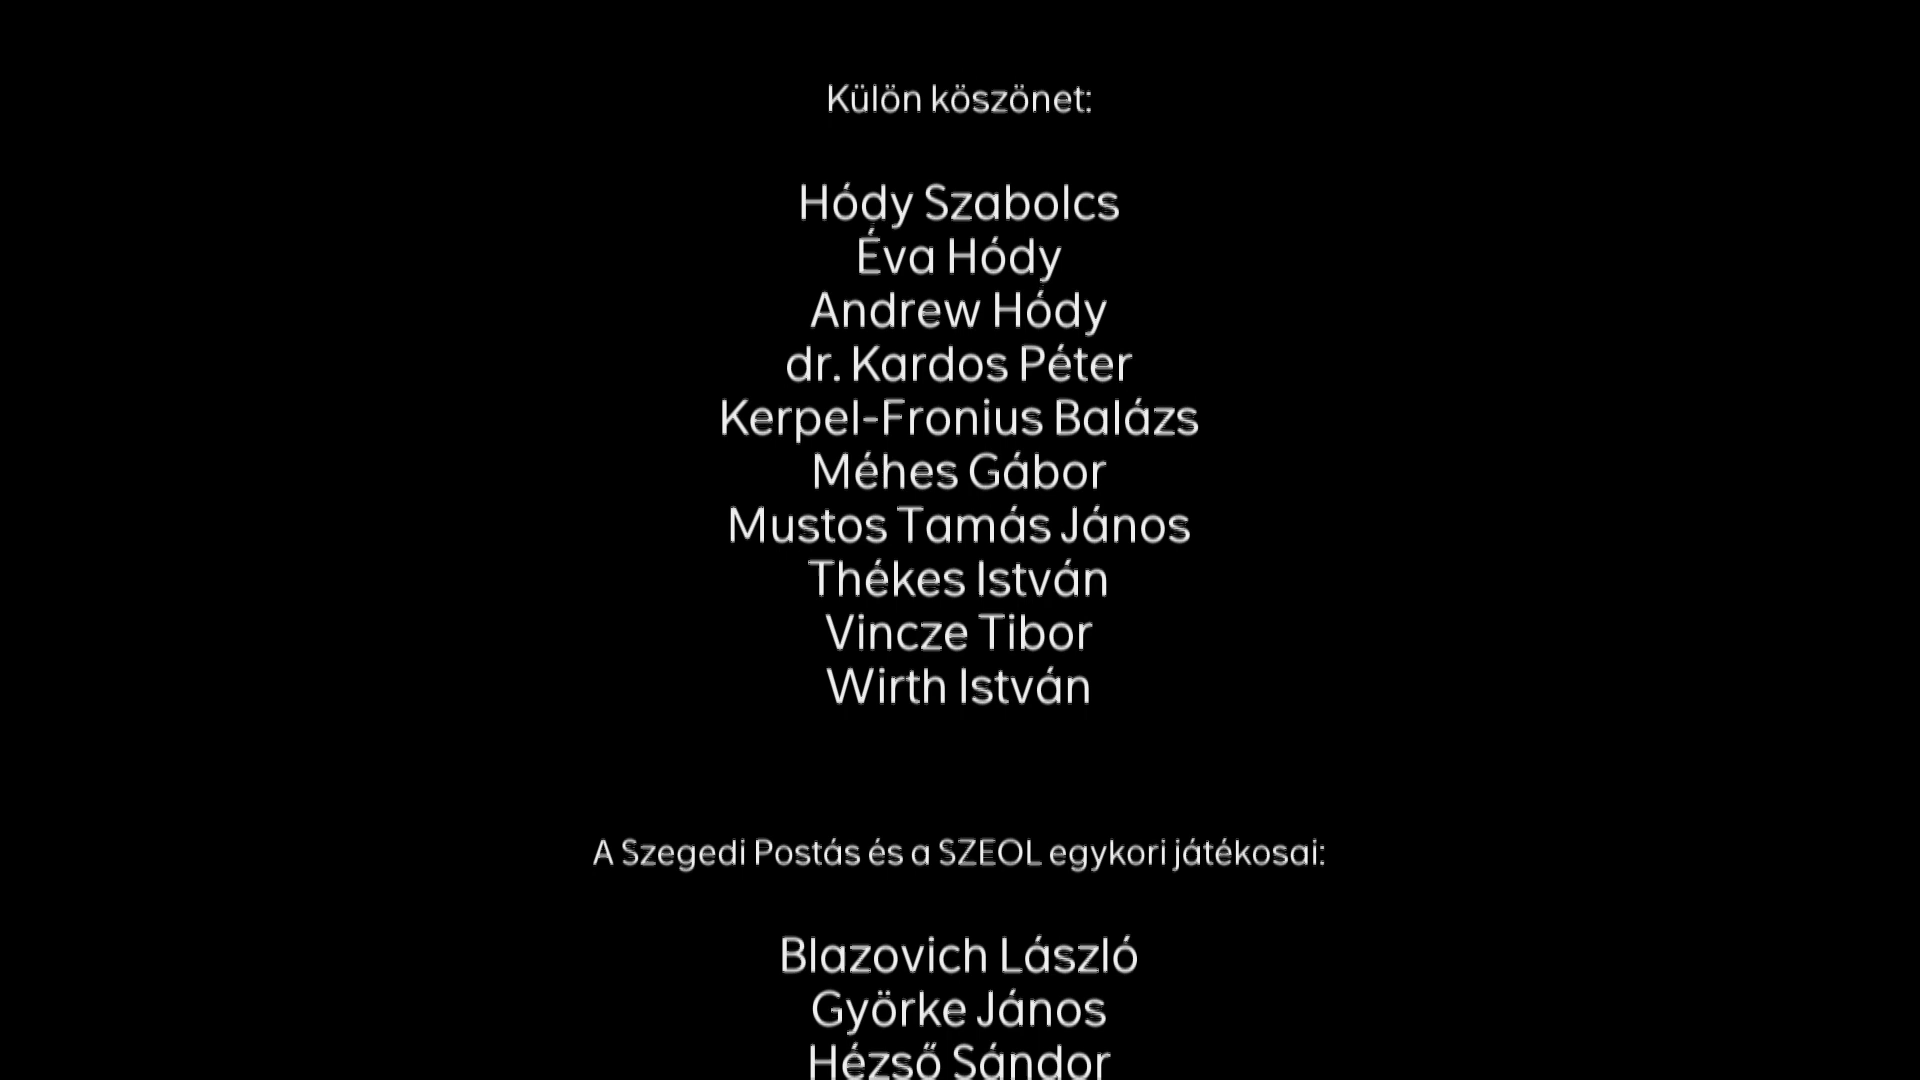 Külön köszönet:
Hódy Szabolcs
Éva Hódy
Andrew Hódy
dr. Kardos Péter
Kerpel-Fronius Balázs
Méhes Gábor
Mustos Tamás János
Thékes István
Vincze Tibor
Wirth István
A Szegedi Postás és a SZEOL egykori játékosai:
Blazovich László
Györke János
Hézső Sándor